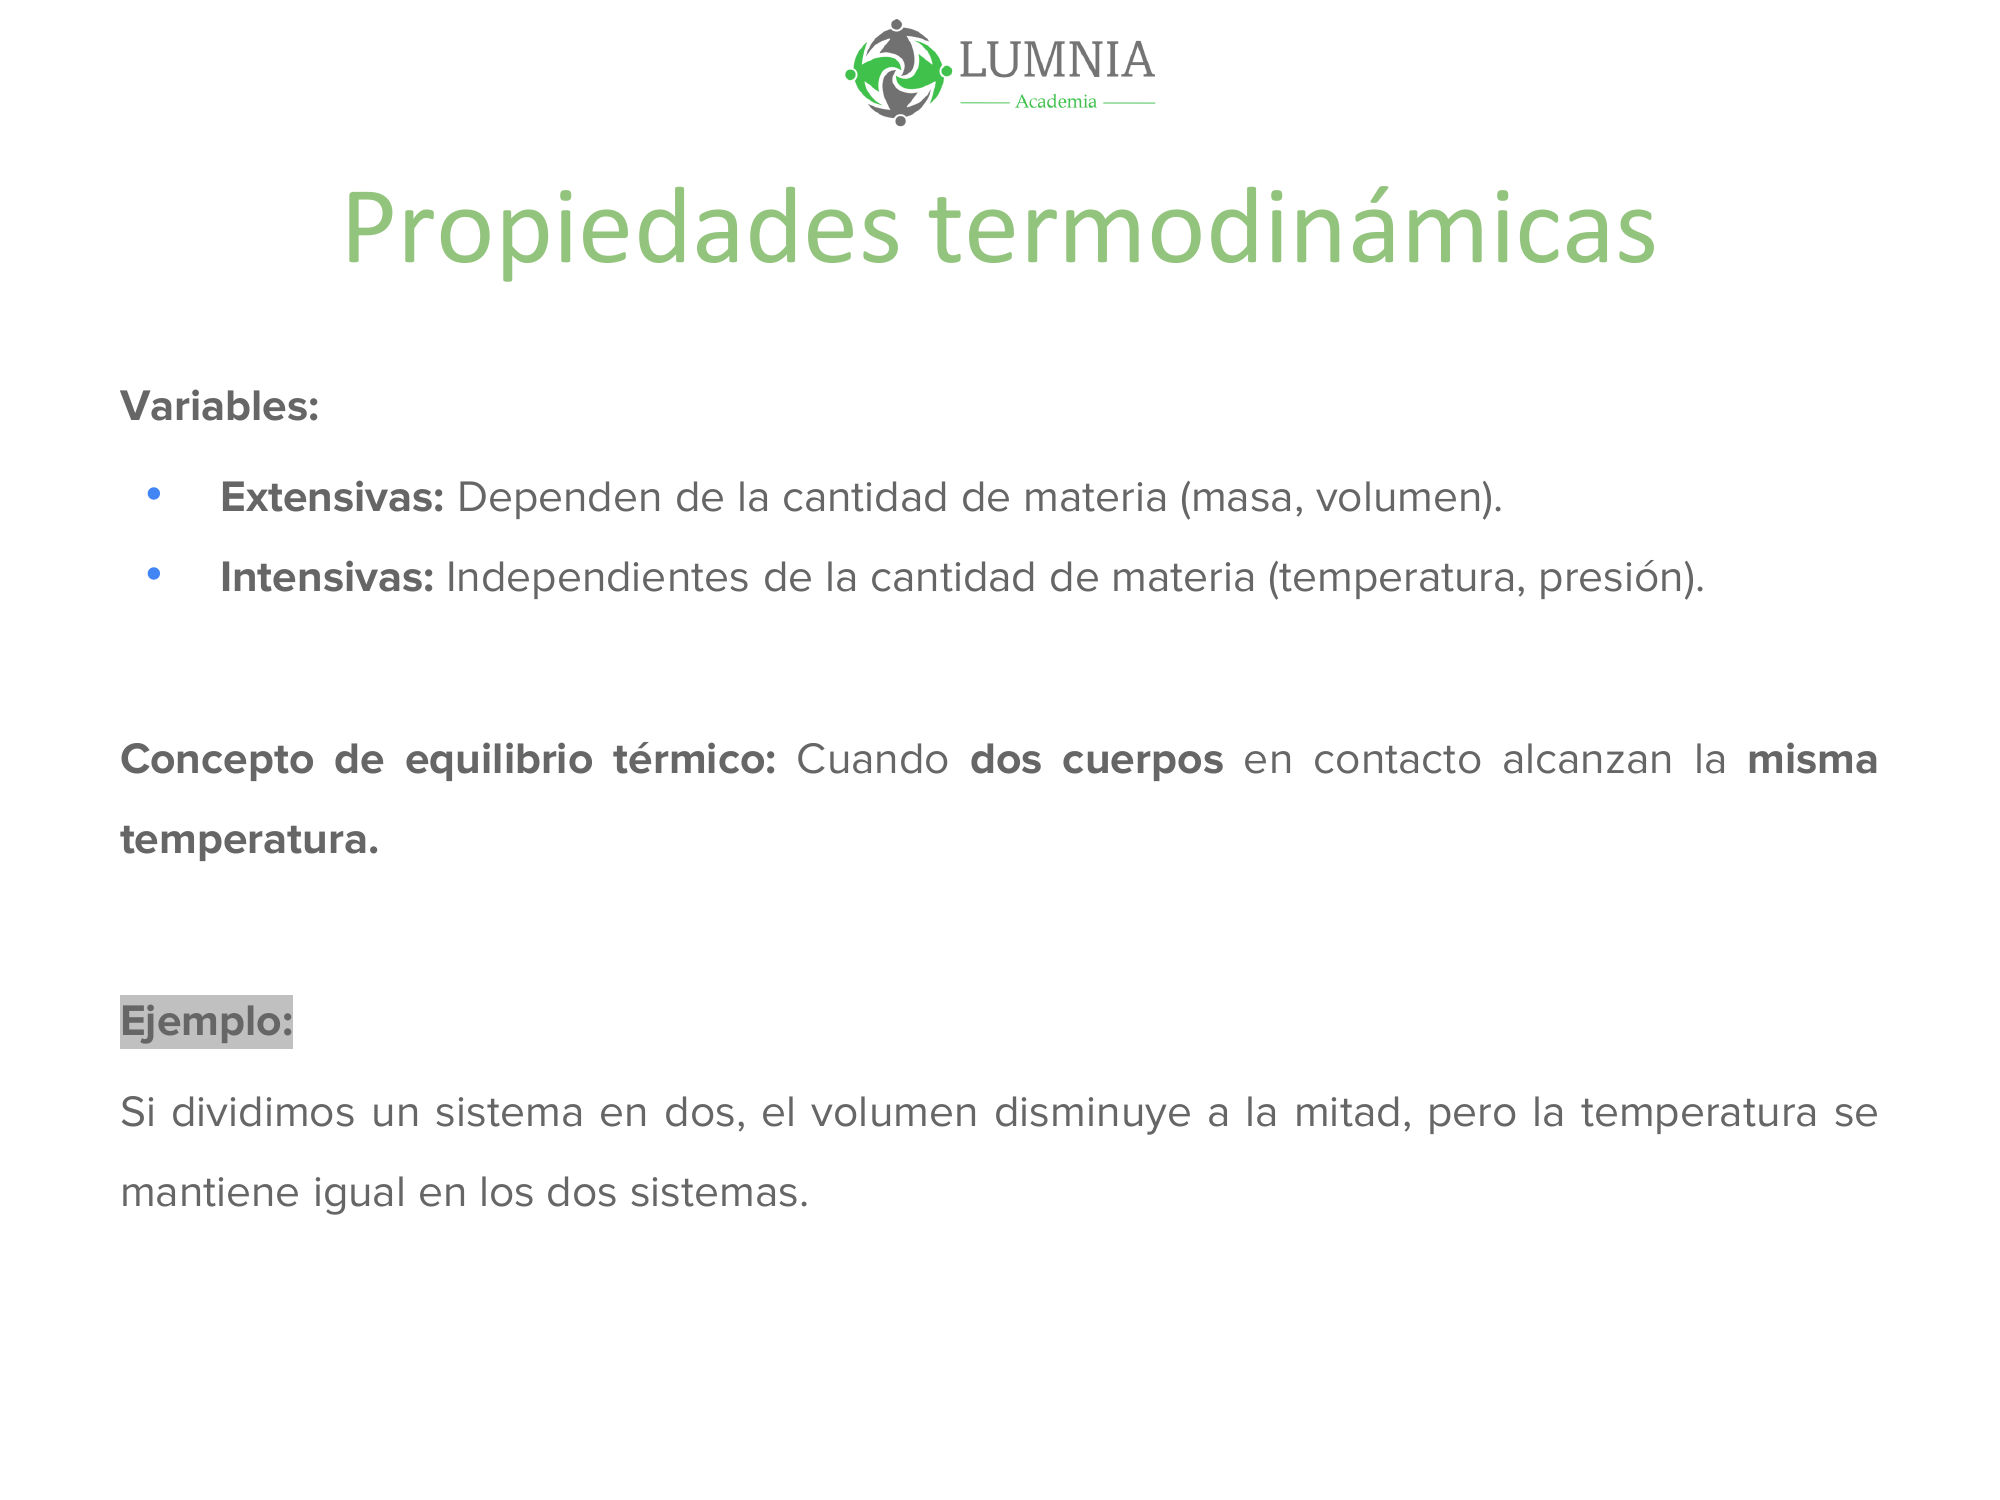 LUMNIA
Academia
Propiedades termodinámicas
Variables:
• Extensivas: Dependen de la cantidad de materia (masa, volumen).
• Intensivas: Independientes de la cantidad de materia (temperatura, presión).
Concepto de equilibrio térmico: Cuando dos cuerpos en contacto alcanzan la misma
temperatura.
Ejemplo:
Si dividimos un sistema en dos, el volumen disminuye a la mitad, pero la temperatura se
mantiene igual en los dos sistemas.